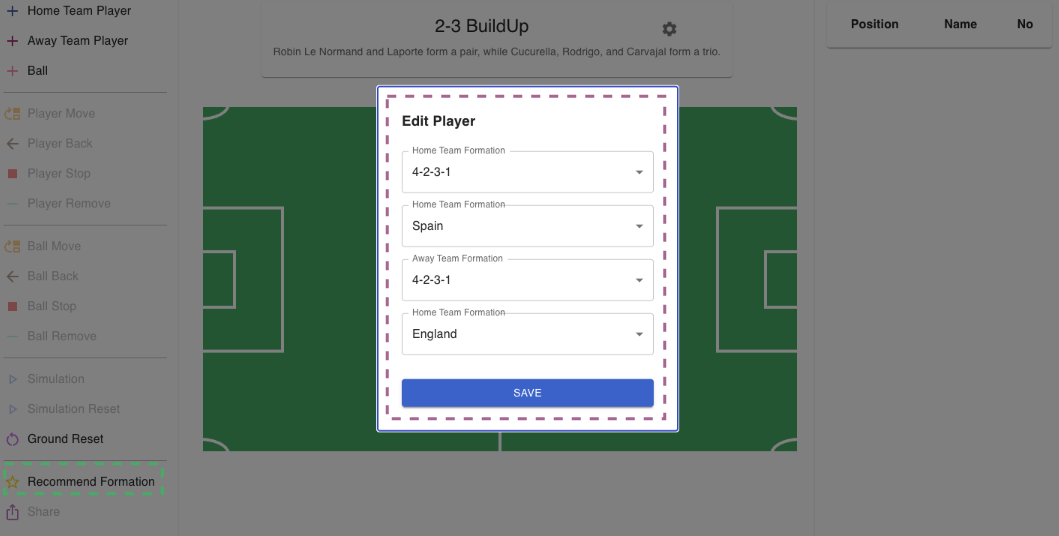 Home Team Player
Away Team Player
Ball
Player Move
Player Back
Player Stop
Player Remove
Ball Move
Ball Back
Ball Stop
Ball Remove
Simulation
Simulation Reset
Ground Reset
Recommend Formation
Share
2-3 BuildUp
Robin Le Normand and Laporte form a pair, while Cucurella, Rodrigo, and Carvajal form a trio.
Edit Player
Home Team Formation
4-2-3-1
Home Team Formation
Spain
Away Team Formation
4-2-3-1
Home Team Formation
England
SAVE
Position Name No